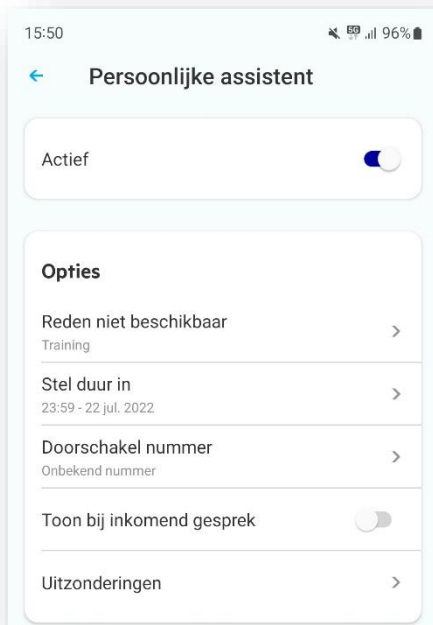 15:50 5G 96%
Persoonlijke assistent
Actief
Opties
Reden niet beschikbaar
Training
Stel duur in
23:59 - 22 jul. 2022
Doorschakel nummer
Onbekend nummer
Toon bij inkomend gesprek
Uitzonderingen